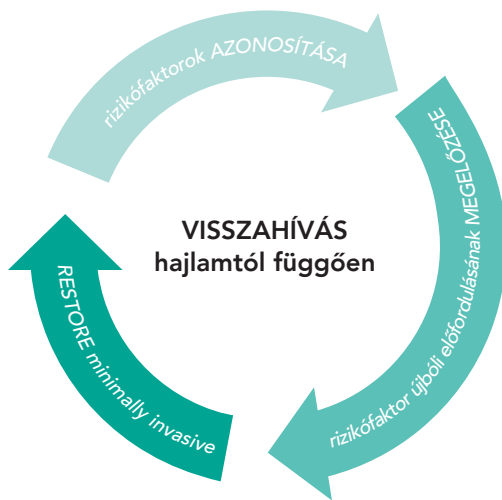 rizikófaktorok AZONOSÍTÁSA
rizikófaktor újbóli előfordulásának MEGELŐZÉSE
RESTORE minimally invasive
VISSZAHÍVÁS
hajlamtól függően